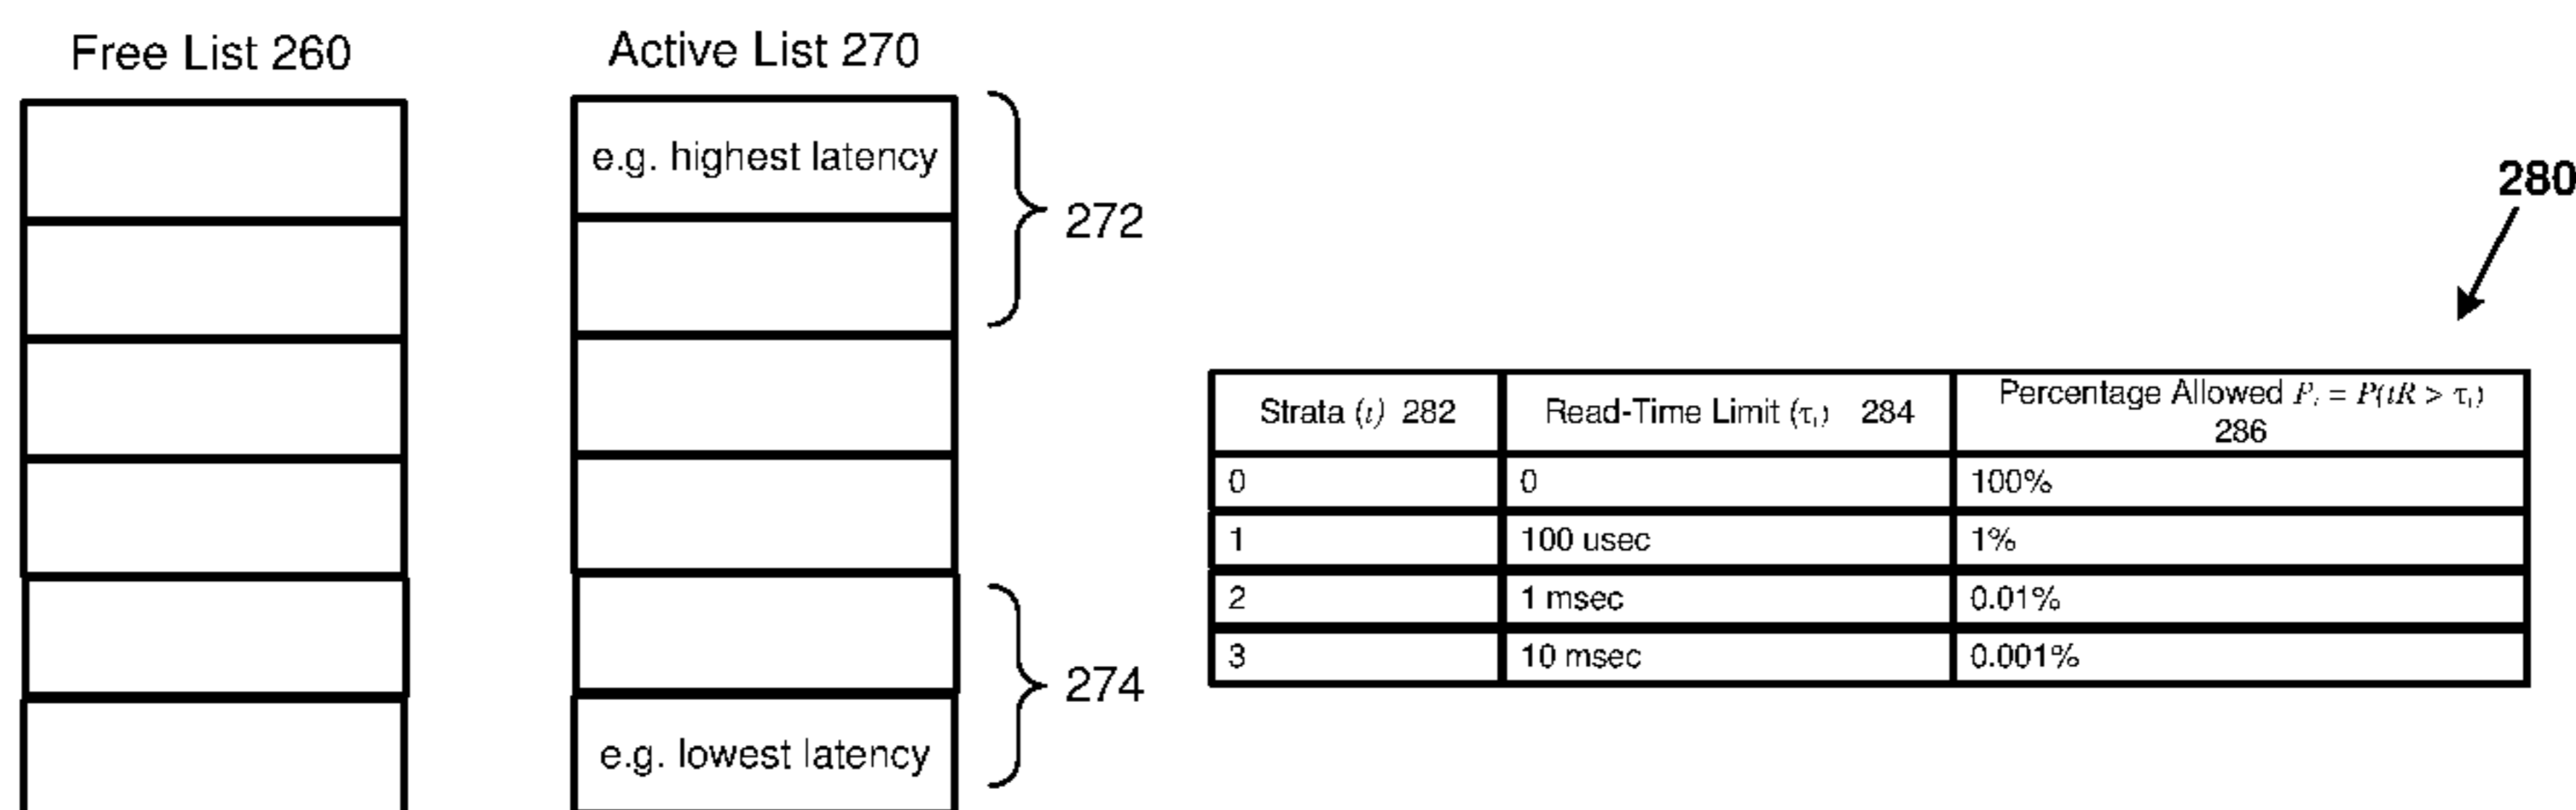 Free List 260
Active List 270
e.g. highest latency
272
274
e.g. lowest latency
280
Strata (ι) 282
Read-Time Limit (τᵢ) 284
Percentage Allowed Pᵢ = P(tR > τᵢ)
286
0
0
100%
1
100 usec
1%
2
1 msec
0.01%
3
10 msec
0.001%